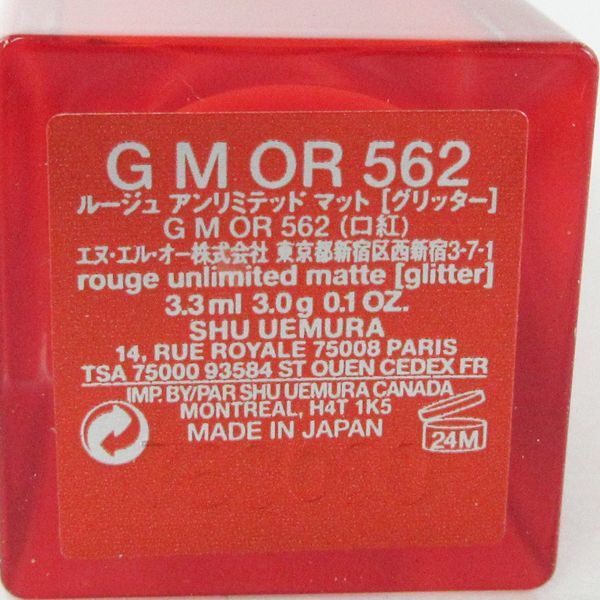 G M OR 562
ルージュ アンリミテッド マット [グリッター]
G M OR 562 (口紅)
エヌ・エル・オー株式会社 東京都新宿区西新宿3-7-1
rouge unlimited matte [glitter]
3.3 ml 3.0 g 0.1 OZ.
SHU UEMURA
14, RUE ROYALE 75008 PARIS
TSA 75000 93584 ST OUEN CEDEX FR
IMP. BY/PAR SHU UEMURA CANADA
MONTREAL, H4T 1K5
MADE IN JAPAN
24M